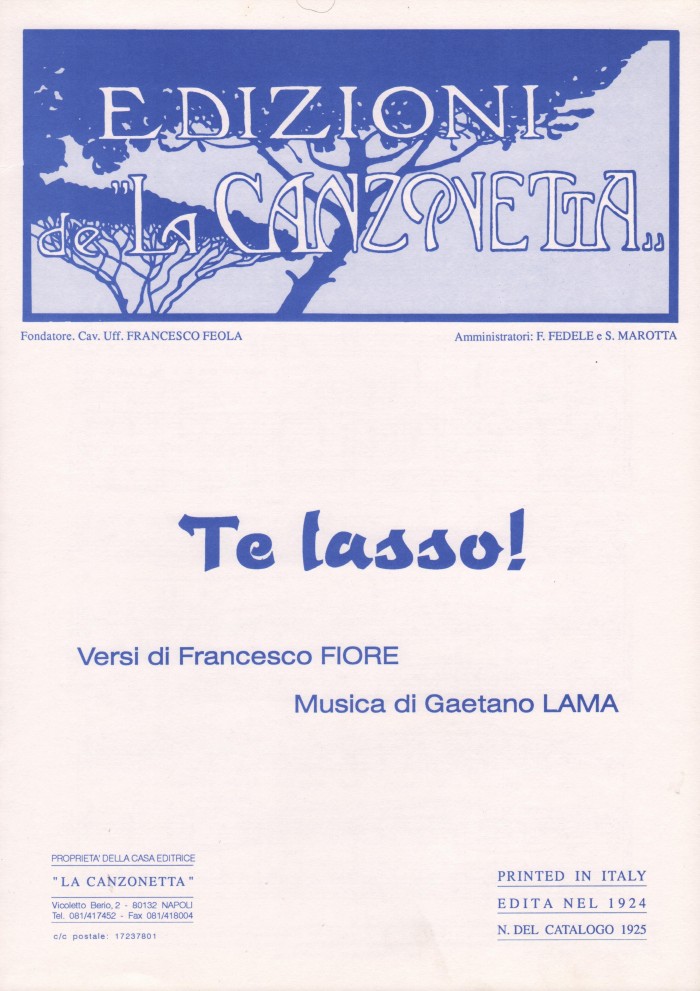 EDIZIONI
de "LA CANZONETTA"
Fondatore. Cav. Uff. FRANCESCO FEOLA
Amministratori: F. FEDELE e S. MAROTTA
Te lasso!
Versi di Francesco FIORE
Musica di Gaetano LAMA
PROPRIETA' DELLA CASA EDITRICE
"LA CANZONETTA"
Vicoletto Berio, 2 - 80132 NAPOLI
Tel. 081/417452 - Fax 081/418004
c/c postale: 17237801
PRINTED IN ITALY
EDITA NEL 1924
N. DEL CATALOGO 1925